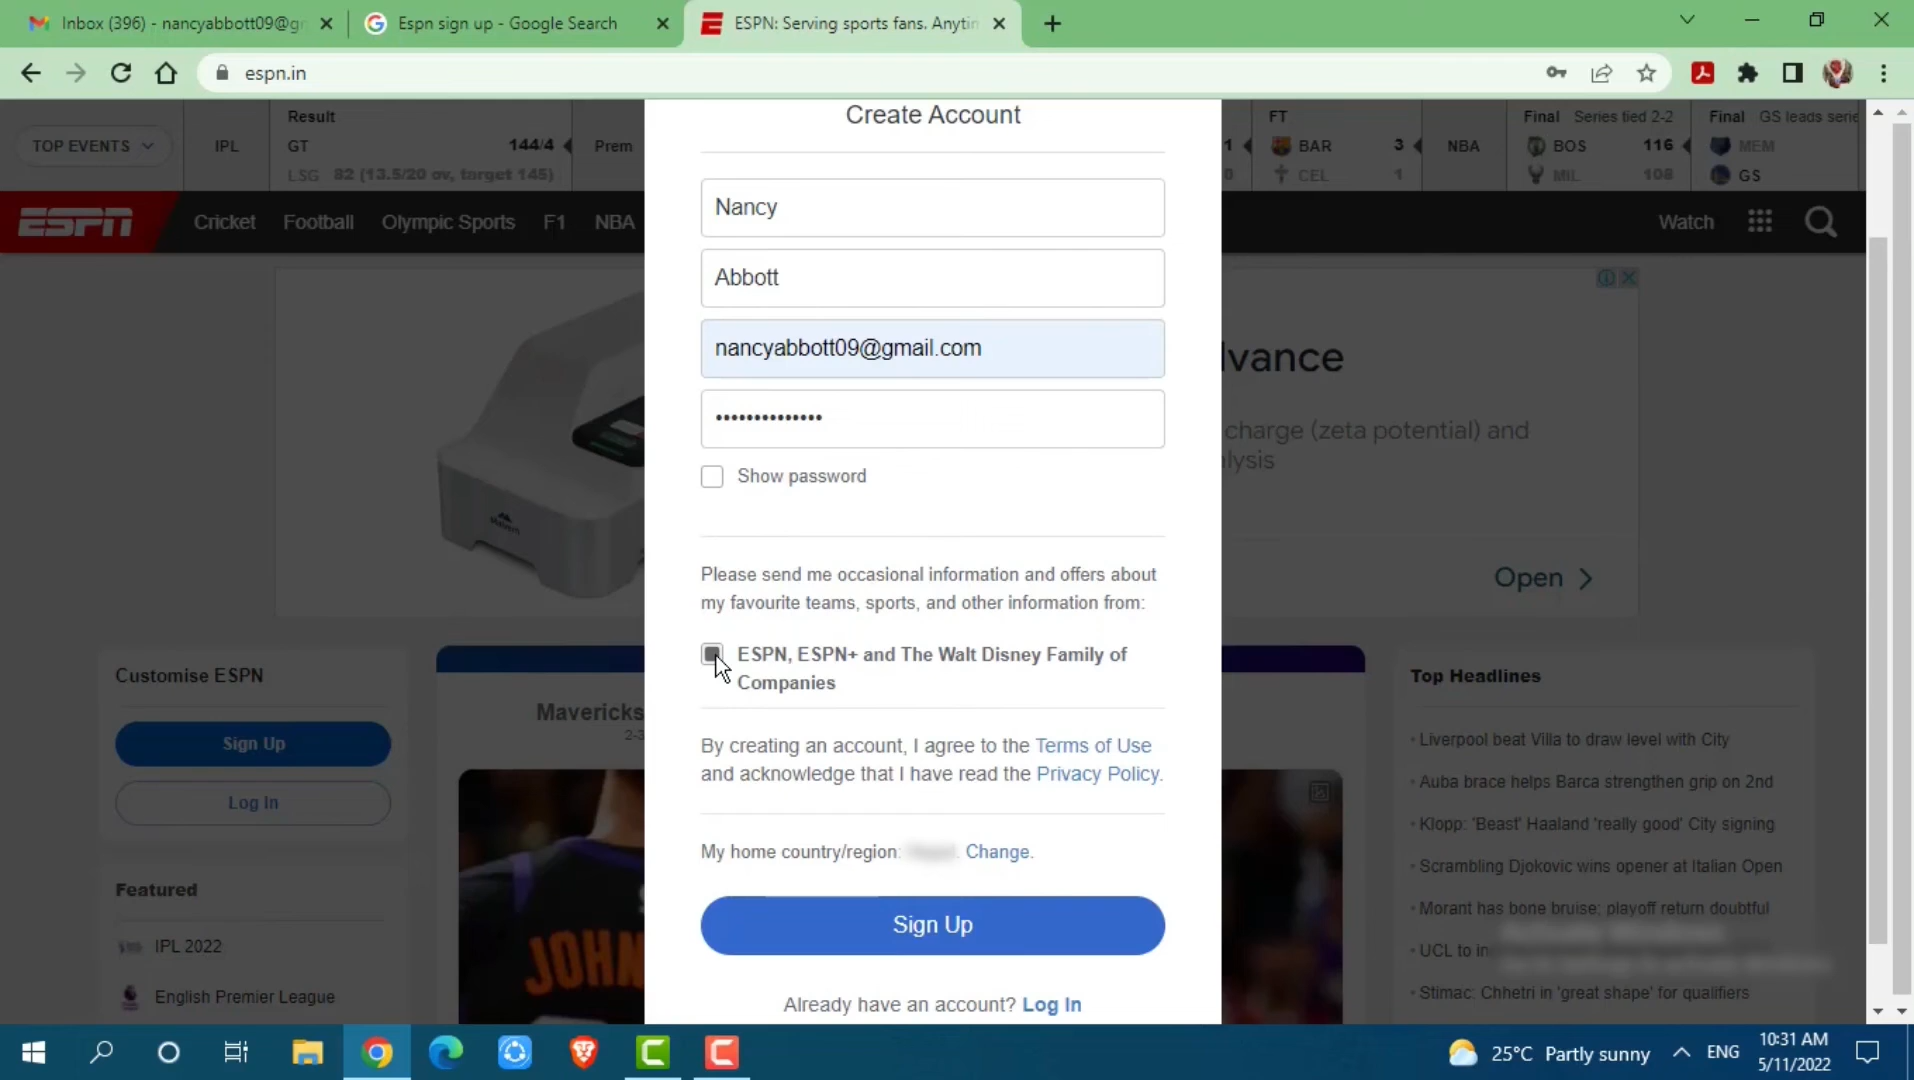 Inbox (396) - nancyabbott09@gm
Espn sign up - Google Search
ESPN: Serving sports fans. Anytim
espn.in
TOP EVENTS
IPL
Result
GT 144/4
LSG 82 (13.5/20 ov, target 145)
Prem
1
0
FT
BAR 3
CEL 1
NBA
Final Series tied 2-2
BOS 116
MIL 108
Final GS leads serie
MEM
GS
ESPN
Cricket
Football
Olympic Sports
F1
NBA
Watch
Create Account
Nancy
Abbott
nancyabbott09@gmail.com
••••••••••••••
Show password
Please send me occasional information and offers about
my favourite teams, sports, and other information from:
ESPN, ESPN+ and The Walt Disney Family of
Companies
By creating an account, I agree to the Terms of Use
and acknowledge that I have read the Privacy Policy.
My home country/region: Change.
Sign Up
Already have an account? Log In
dvance
charge (zeta potential) and
alysis
Open
Customise ESPN
Sign Up
Log In
Featured
IPL 2022
English Premier League
Mavericks
2-3
JOHN
Top Headlines
Liverpool beat Villa to draw level with City
Auba brace helps Barca strengthen grip on 2nd
Klopp: 'Beast' Haaland 'really good' City signing
Scrambling Djokovic wins opener at Italian Open
Morant has bone bruise; playoff return doubtful
UCL to in
Stimac: Chhetri in 'great shape' for qualifiers
25°C Partly sunny
ENG
10:31 AM
5/11/2022